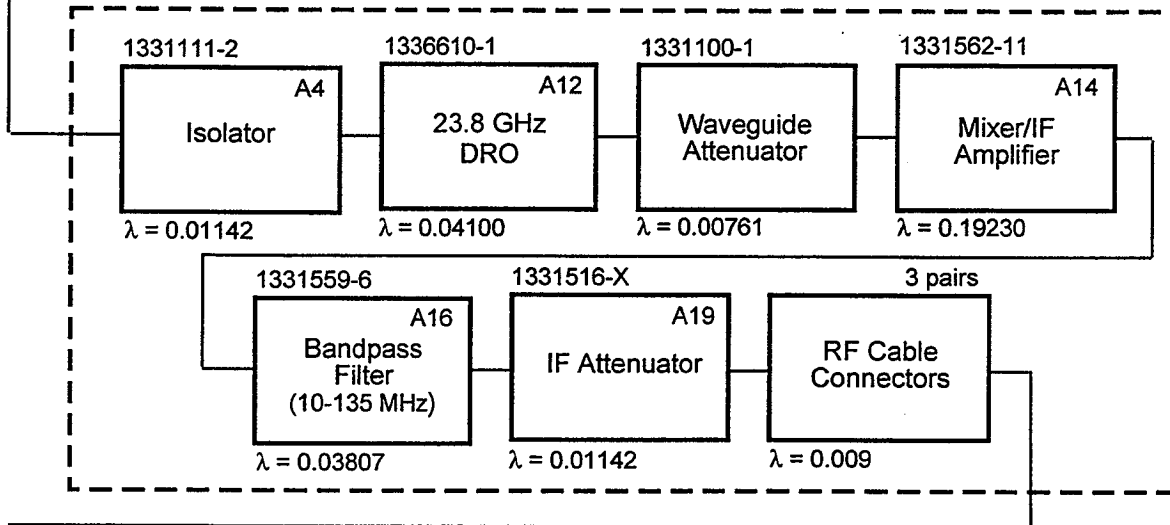 1331111-2
A4
Isolator
λ = 0.01142
1336610-1
A12
23.8 GHz
DRO
λ = 0.04100
1331100-1
Waveguide
Attenuator
λ = 0.00761
1331562-11
A14
Mixer/IF
Amplifier
λ = 0.19230
1331559-6
A16
Bandpass
Filter
(10-135 MHz)
λ = 0.03807
1331516-X
A19
IF Attenuator
λ = 0.01142
3 pairs
RF Cable
Connectors
λ = 0.009